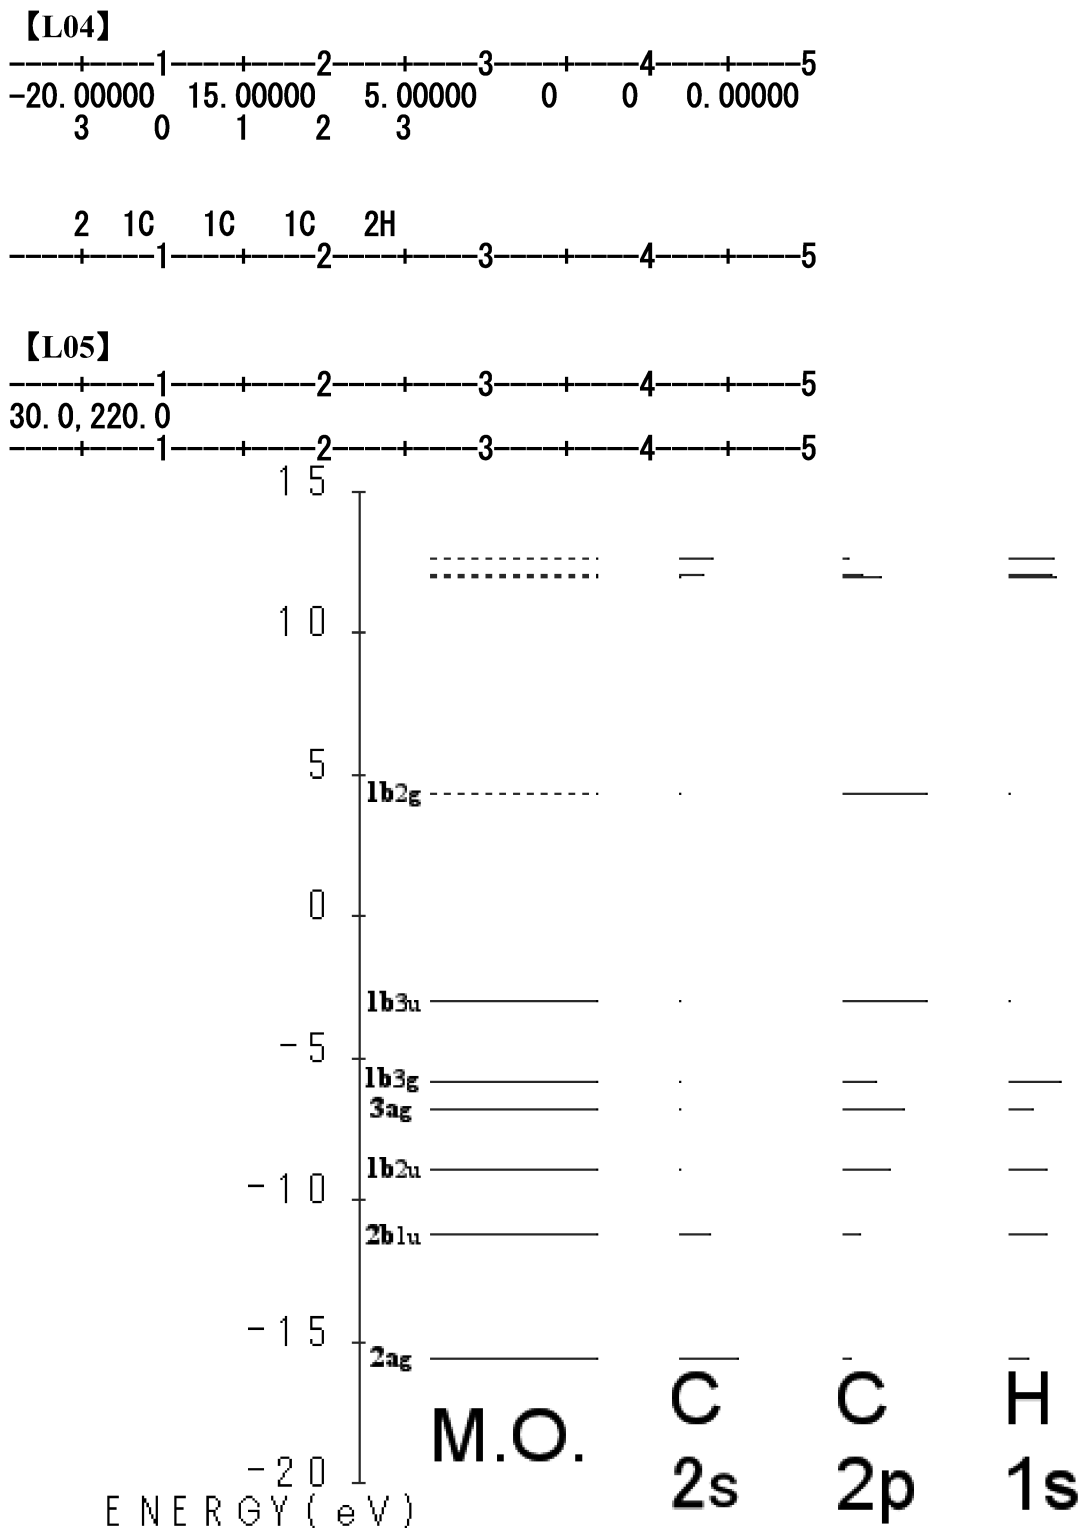 【L04】
----+----1----+----2----+----3----+----4----+----5
-20.00000  15.00000   5.00000    0    0   0.00000
    3    0    1    2    3
    2  1C   1C   1C   2H
----+----1----+----2----+----3----+----4----+----5
【L05】
----+----1----+----2----+----3----+----4----+----5
30.0,220.0
----+----1----+----2----+----3----+----4----+----5
15
10
5
1b2g
0
1b3u
-5
1b3g
3ag
1b2u
-10
2b1u
-15
2ag
M.O.
C 2s
C 2p
H 1s
-20
ENERGY(eV)